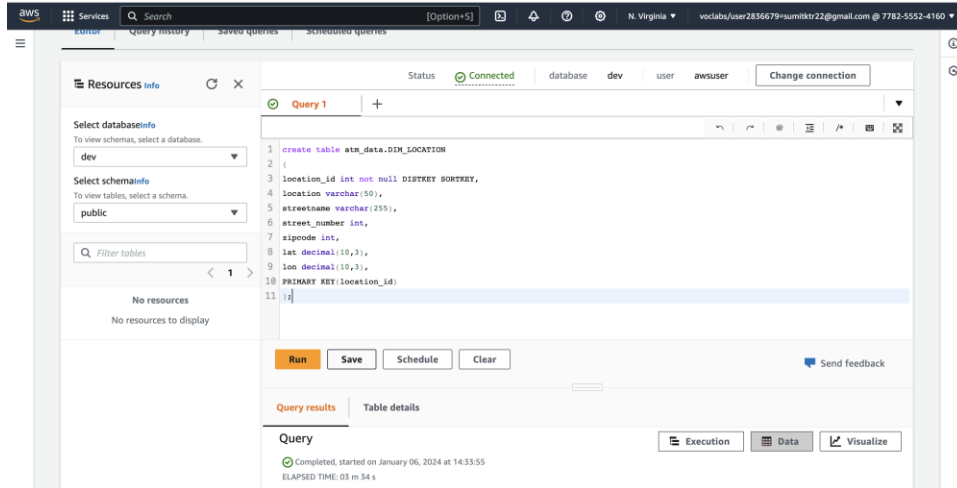 aws Services Search [Option+S] N. Virginia ▼ voclabs/user2836679=sumitktr22@gmail.com @ 7782-5552-4160 ▼
Editor Query history Saved queries Scheduled queries
Resources Info
Status Connected database dev user awsuser Change connection
Query 1 +
Select database Info
To view schemas, select a database.
dev
Select schema Info
To view tables, select a schema.
public
Filter tables
< 1 >
No resources
No resources to display
1 create table atm_data.DIM_LOCATION
2 (
3 location_id int not null DISTKEY SORTKEY,
4 location varchar(50),
5 streetname varchar(255),
6 street_number int,
7 zipcode int,
8 lat decimal(10,3),
9 lon decimal(10,3),
10 PRIMARY KEY(location_id)
11 );
Run Save Schedule Clear
Send feedback
Query results Table details
Query
Execution Data Visualize
Completed, started on January 06, 2024 at 14:33:55
ELAPSED TIME: 03 m 34 s